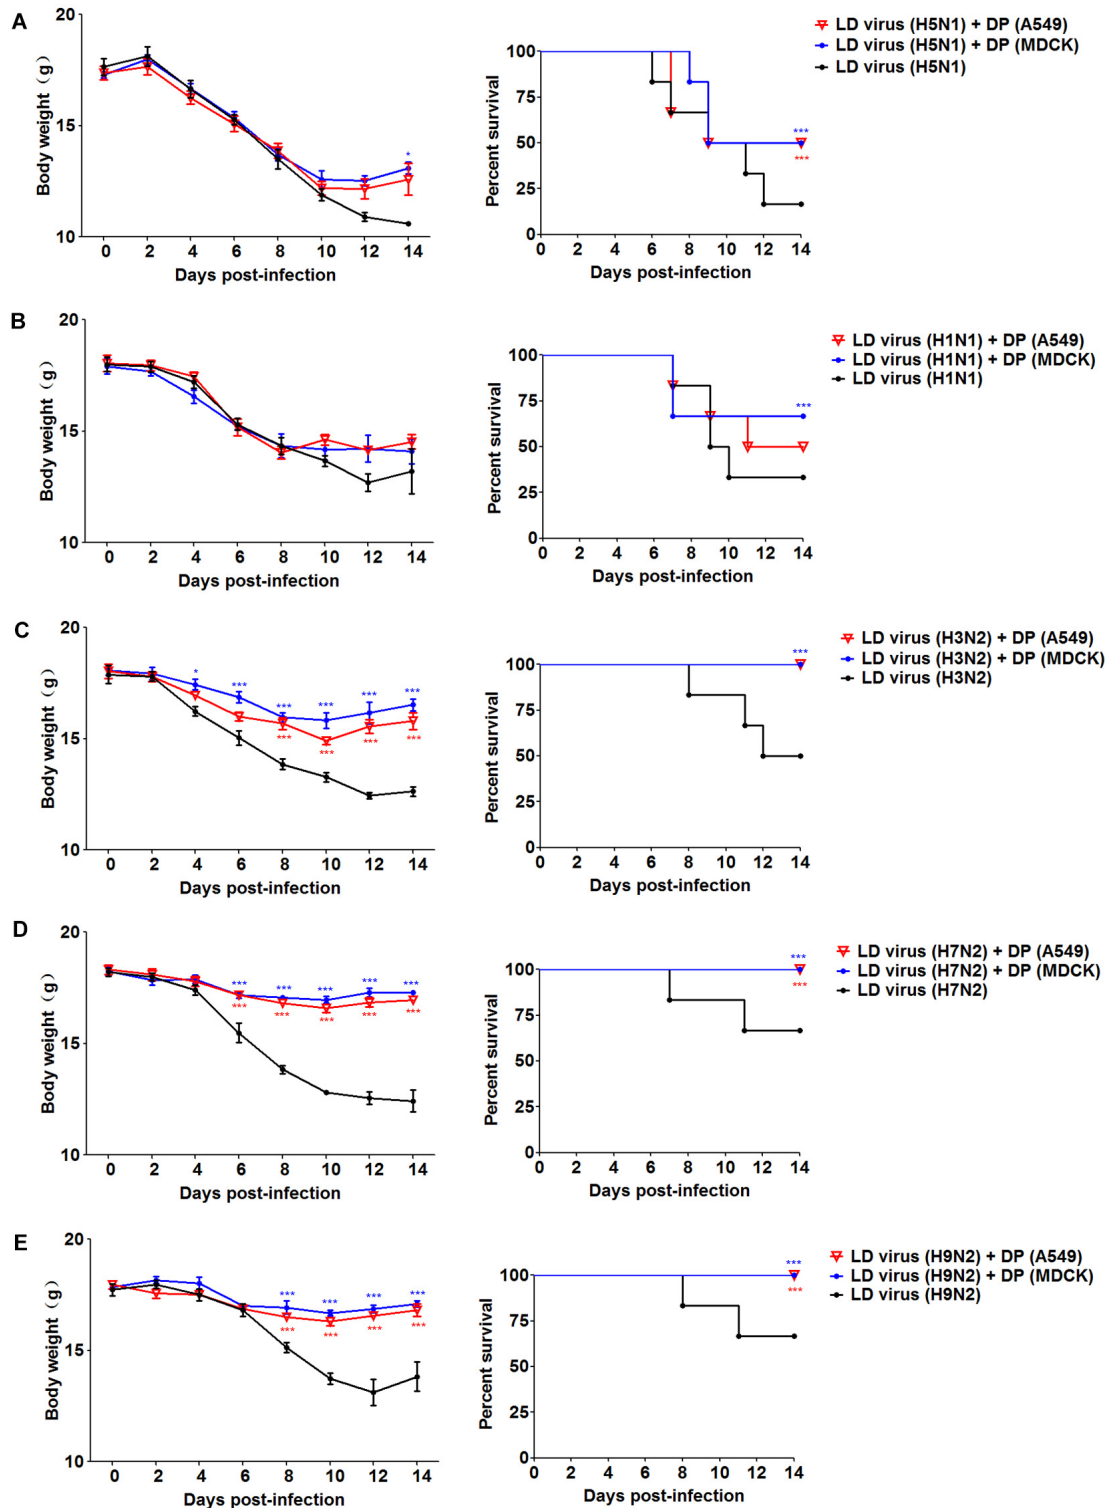 A
20
15
10
Body weight（g）
0 2 4 6 8 10 12 14
Days post-infection
*
100
75
50
25
0
Percent survival
0 2 4 6 8 10 12 14
Days post-infection
***
***
LD virus (H5N1) + DP (A549)
LD virus (H5N1) + DP (MDCK)
LD virus (H5N1)
B
20
15
10
Body weight（g）
0 2 4 6 8 10 12 14
Days post-infection
100
75
50
25
0
Percent survival
0 2 4 6 8 10 12 14
Days post-infection
***
LD virus (H1N1) + DP (A549)
LD virus (H1N1) + DP (MDCK)
LD virus (H1N1)
C
20
15
10
Body weight（g）
0 2 4 6 8 10 12 14
Days post-infection
* *** *** *** *** ***
*** *** *** ***
100
75
50
25
0
Percent survival
0 2 4 6 8 10 12 14
Days post-infection
***
LD virus (H3N2) + DP (A549)
LD virus (H3N2) + DP (MDCK)
LD virus (H3N2)
D
20
15
10
Body weight（g）
0 2 4 6 8 10 12 14
Days post-infection
*** *** *** *** ***
*** *** *** *** ***
100
75
50
25
0
Percent survival
0 2 4 6 8 10 12 14
Days post-infection
***
***
LD virus (H7N2) + DP (A549)
LD virus (H7N2) + DP (MDCK)
LD virus (H7N2)
E
20
15
10
Body weight（g）
0 2 4 6 8 10 12 14
Days post-infection
*** *** *** ***
*** *** *** ***
100
75
50
25
0
Percent survival
0 2 4 6 8 10 12 14
Days post-infection
***
***
LD virus (H9N2) + DP (A549)
LD virus (H9N2) + DP (MDCK)
LD virus (H9N2)